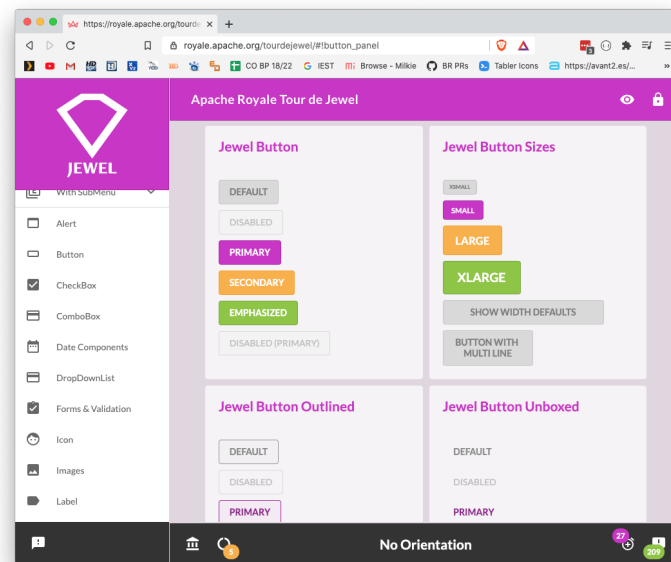 https://royale.apache.org/tourde
royale.apache.org/tourdejewel/#!button_panel
3
CO BP 18/22
IEST
Browse - Milkie
BR PRs
Tabler Icons
https://avant2.es/...
»
JEWEL
Apache Royale Tour de Jewel
With SubMenu
Alert
Button
CheckBox
ComboBox
Date Components
DropDownList
Forms & Validation
Icon
Images
Label
Jewel Button
DEFAULT
DISABLED
PRIMARY
SECONDARY
EMPHASIZED
DISABLED (PRIMARY)
Jewel Button Sizes
XSMALL
SMALL
LARGE
XLARGE
SHOW WIDTH DEFAULTS
BUTTON WITH
MULTI LINE
Jewel Button Outlined
DEFAULT
DISABLED
PRIMARY
Jewel Button Unboxed
DEFAULT
DISABLED
PRIMARY
5
No Orientation
27
209